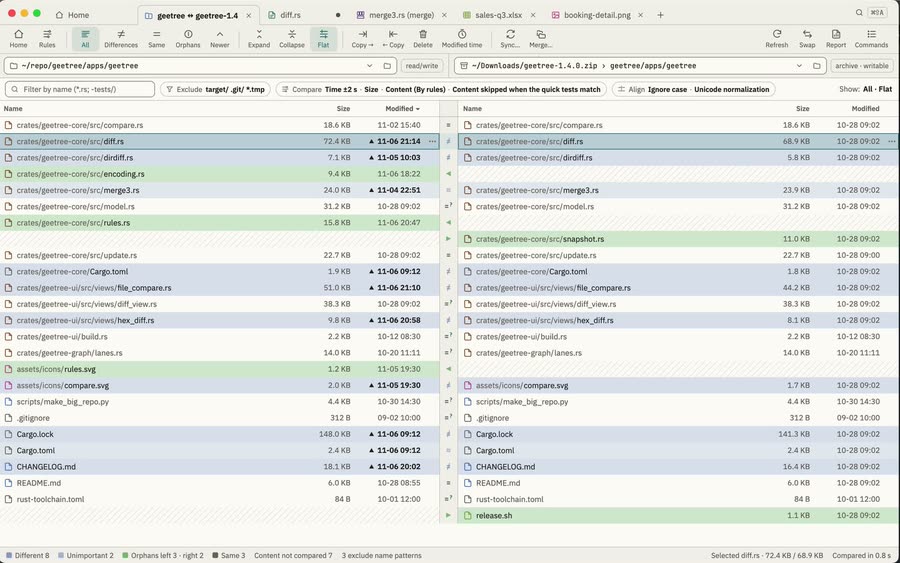 Home geetree ⇔ geetree-1.4 × diff.rs merge3.rs (merge) × sales-q3.xlsx × booking-detail.png × + ⌘⇧A
Home Rules All Differences Same Orphans Newer Expand Collapse Flat Copy → ← Copy Delete Modified time Sync... Merge... Refresh Swap Report Commands
~/repo/geetree/apps/geetree read/write ~/Downloads/geetree-1.4.0.zip › geetree/apps/geetree archive · writable
Filter by name (*.rs; -tests/) Exclude target/ .git/ *.tmp Compare Time ±2 s · Size · Content (By rules) · Content skipped when the quick tests match Align Ignore case · Unicode normalization Show: All · Flat
Name Size Modified Name Size Modified
crates/geetree-core/src/compare.rs 18.6 KB 11-02 15:40 = crates/geetree-core/src/compare.rs 18.6 KB 10-28 09:02
crates/geetree-core/src/diff.rs 72.4 KB ▲ 11-06 21:14 ··· ≠ crates/geetree-core/src/diff.rs 68.9 KB 10-28 09:02 ···
crates/geetree-core/src/dirdiff.rs 7.1 KB ▲ 11-05 10:03 ≠ crates/geetree-core/src/dirdiff.rs 5.8 KB 10-28 09:02
crates/geetree-core/src/encoding.rs 9.4 KB 11-06 18:22
crates/geetree-core/src/merge3.rs 24.0 KB ▲ 11-04 22:51 ≈ crates/geetree-core/src/merge3.rs 23.9 KB 10-28 09:02
crates/geetree-core/src/model.rs 31.2 KB 10-28 09:02 =? crates/geetree-core/src/model.rs 31.2 KB 10-28 09:02
crates/geetree-core/src/rules.rs 15.8 KB 11-06 20:47
crates/geetree-core/src/snapshot.rs 11.0 KB 10-28 09:02
crates/geetree-core/src/update.rs 22.7 KB 10-28 09:02 = crates/geetree-core/src/update.rs 22.7 KB 10-28 09:00
crates/geetree-core/Cargo.toml 1.9 KB ▲ 11-06 09:12 ≠ crates/geetree-core/Cargo.toml 1.8 KB 10-28 09:02
crates/geetree-ui/src/views/file_compare.rs 51.0 KB ▲ 11-06 21:10 ≠ crates/geetree-ui/src/views/file_compare.rs 44.2 KB 10-28 09:02
crates/geetree-ui/src/views/diff_view.rs 38.3 KB 10-28 09:02 =? crates/geetree-ui/src/views/diff_view.rs 38.3 KB 10-28 09:02
crates/geetree-ui/src/views/hex_diff.rs 9.8 KB ▲ 11-06 20:58 ≠ crates/geetree-ui/src/views/hex_diff.rs 8.1 KB 10-28 09:02
crates/geetree-ui/build.rs 2.2 KB 10-12 08:30 =? crates/geetree-ui/build.rs 2.2 KB 10-12 08:30
crates/geetree-graph/lanes.rs 14.0 KB 10-20 11:11 =? crates/geetree-graph/lanes.rs 14.0 KB 10-20 11:11
assets/icons/rules.svg 1.2 KB 11-05 19:30
assets/icons/compare.svg 2.0 KB ▲ 11-05 19:30 ≠ assets/icons/compare.svg 1.7 KB 10-28 09:02
scripts/make_big_repo.py 4.4 KB 10-30 14:30 =? scripts/make_big_repo.py 4.4 KB 10-30 14:30
.gitignore 312 B 09-02 10:00 =? .gitignore 312 B 09-02 10:00
Cargo.lock 148.0 KB ▲ 11-06 09:12 ≠ Cargo.lock 141.3 KB 10-28 09:02
Cargo.toml 2.4 KB ▲ 11-06 09:12 ≈ Cargo.toml 2.4 KB 10-28 09:02
CHANGELOG.md 18.1 KB ▲ 11-06 20:02 ≠ CHANGELOG.md 16.4 KB 10-28 09:02
README.md 6.0 KB 10-28 08:55 = README.md 6.0 KB 10-28 09:02
rust-toolchain.toml 84 B 10-01 12:00 =? rust-toolchain.toml 84 B 10-01 12:00
release.sh 1.1 KB 10-28 09:02
Different 8 Unimportant 2 Orphans left 3 · right 2 Same 3 Content not compared 7 3 exclude name patterns Selected diff.rs · 72.4 KB / 68.9 KB Compared in 0.8 s